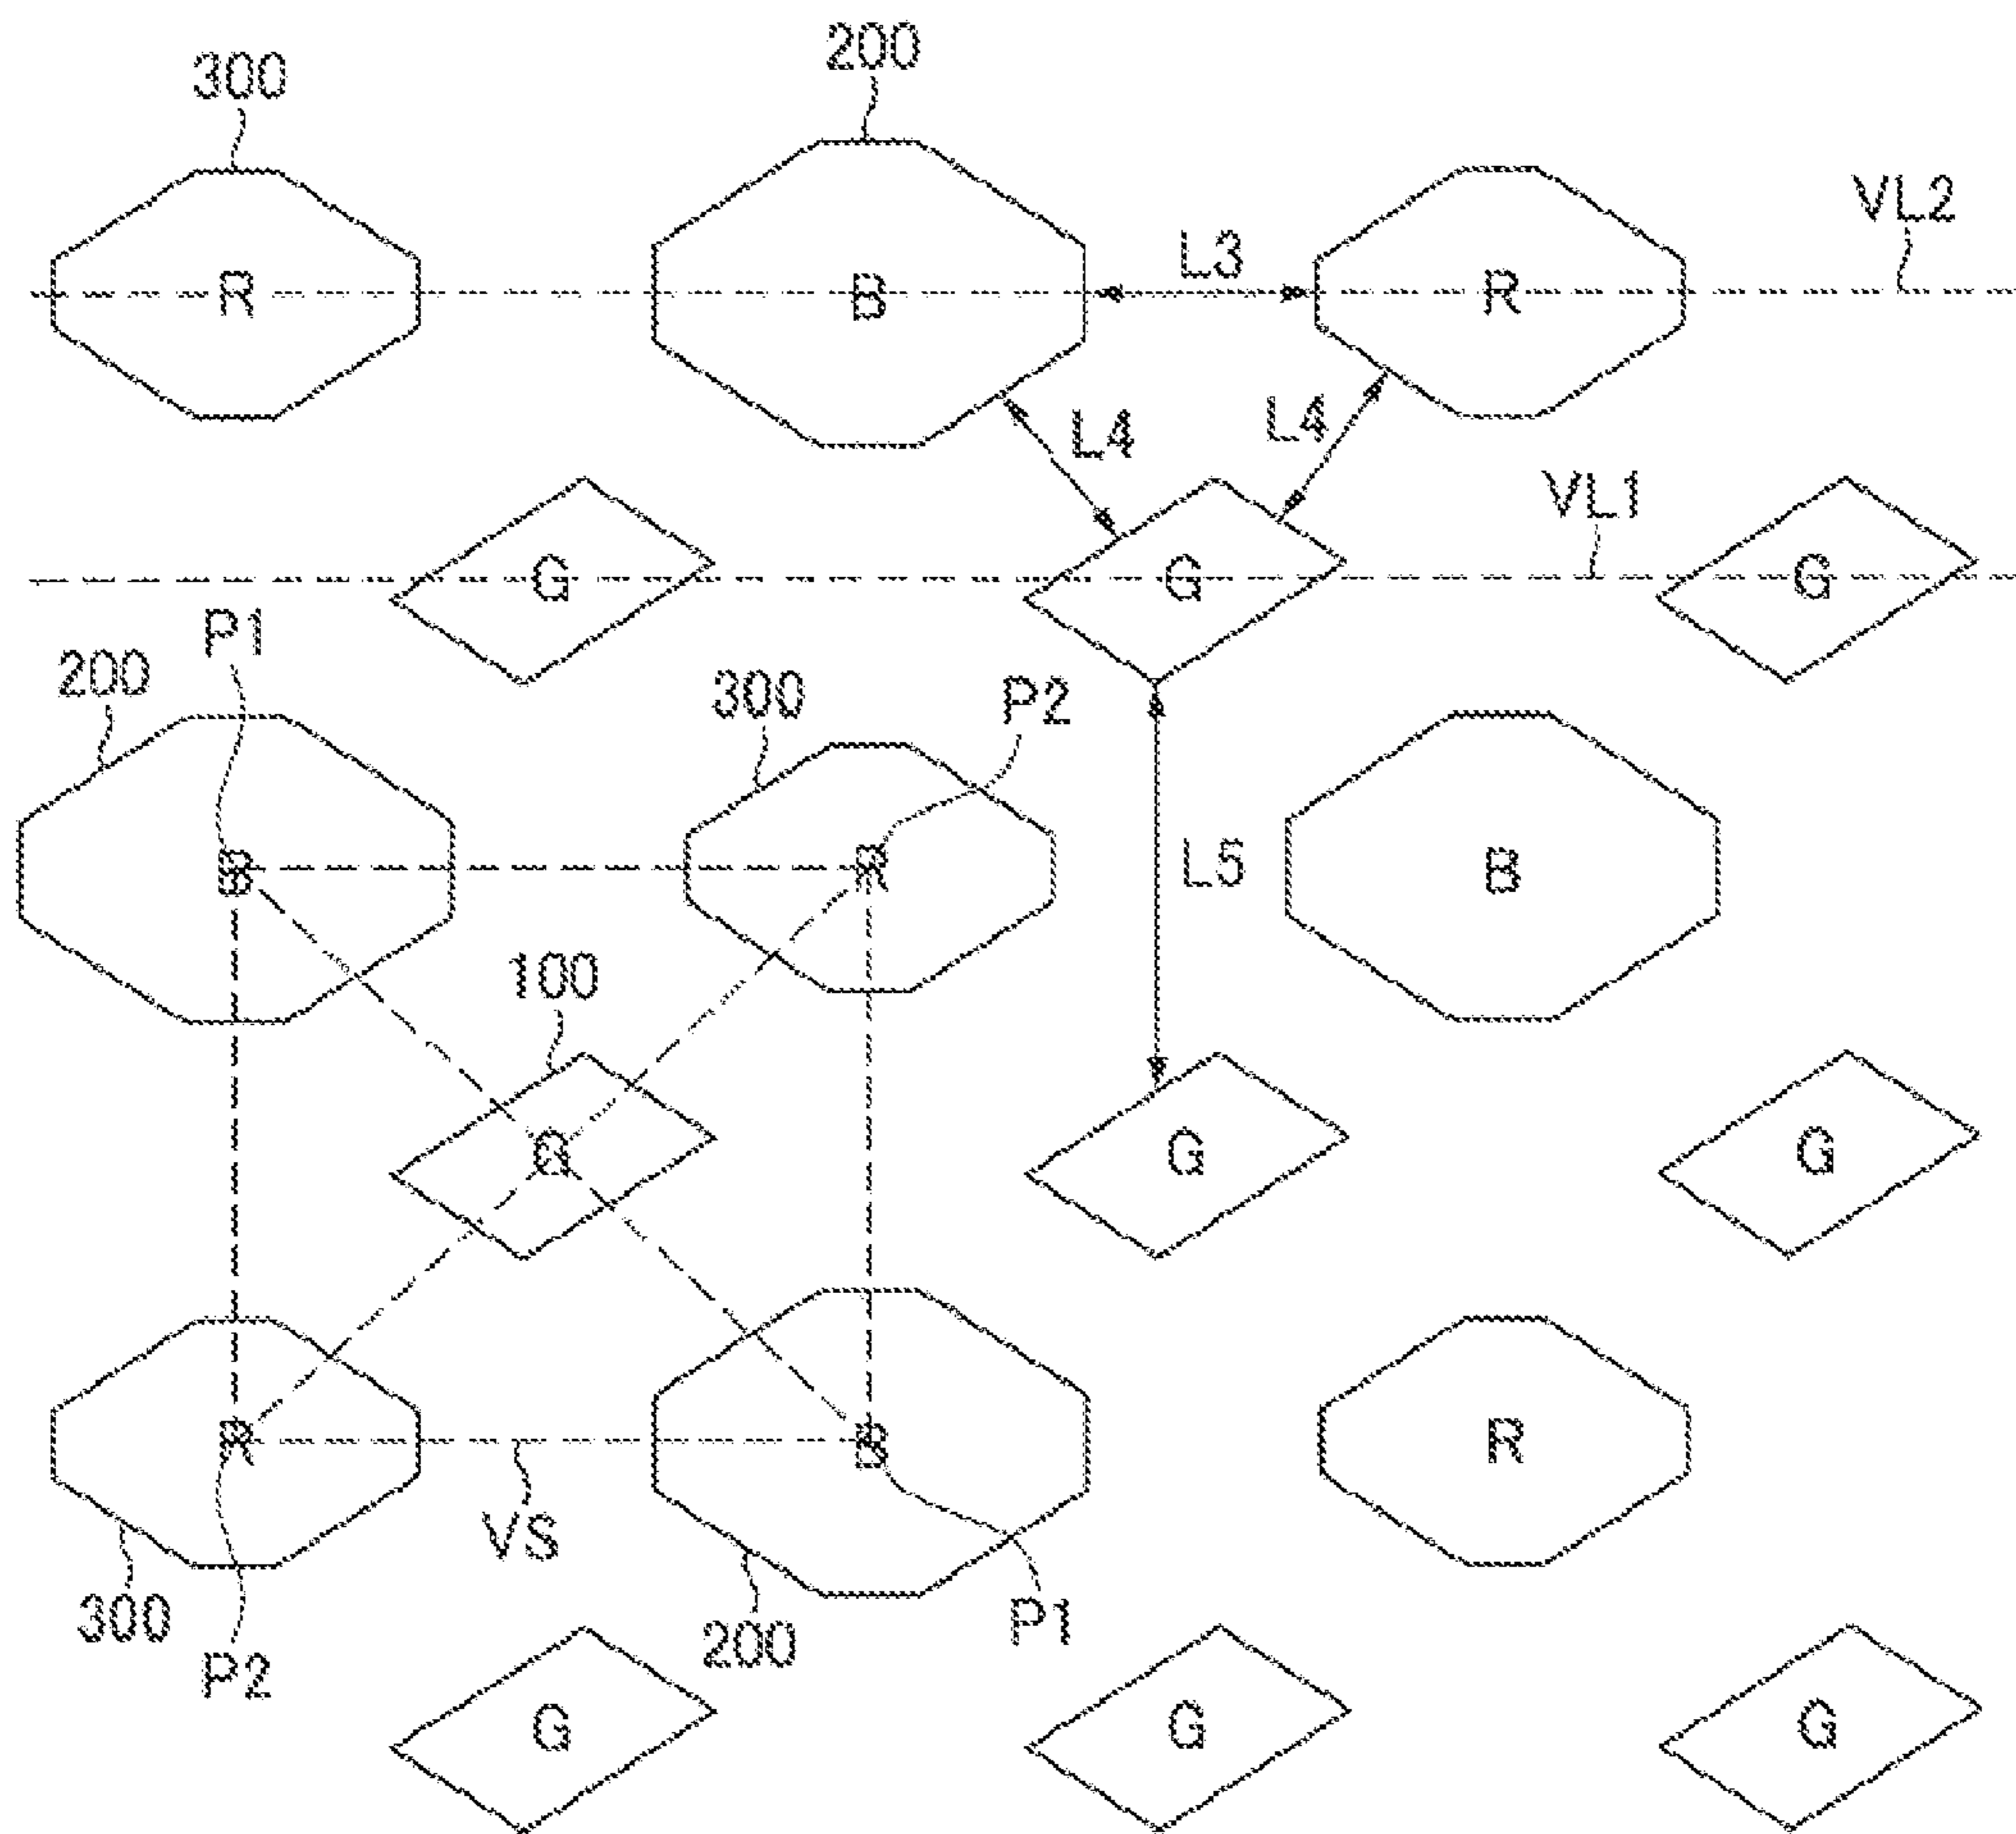 300 200
VL2
R B L3 R
L4 L4
VL1
G G G
P1
200 300 P2
B R L5 B
100
G G G
R B R
VS
300 200 P1
P2
G G G